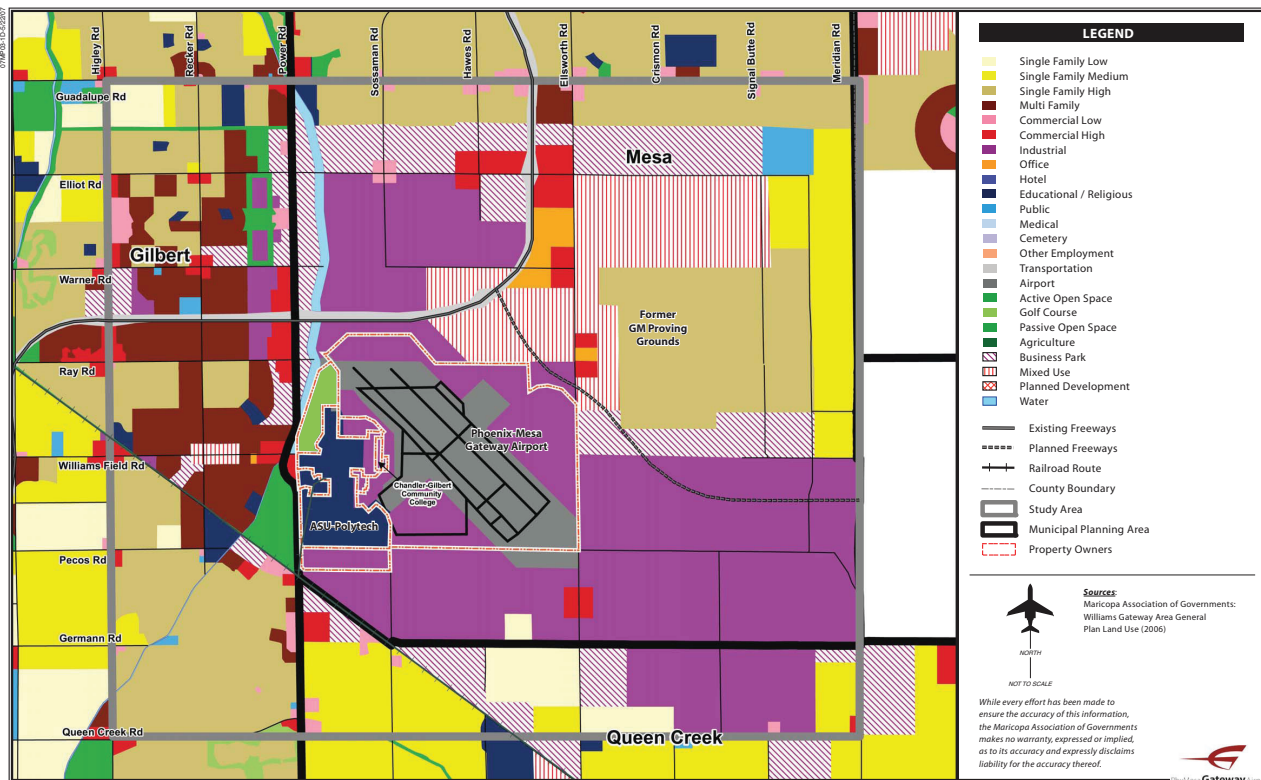 07MP03-1D-5/22/07
Higley Rd
Recker Rd
Power Rd
Sossaman Rd
Hawes Rd
Ellsworth Rd
Crismon Rd
Signal Butte Rd
Meridian Rd
Guadalupe Rd
Mesa
Elliot Rd
Gilbert
Warner Rd
Former
GM Proving
Grounds
Ray Rd
Phoenix-Mesa
Gateway Airport
Williams Field Rd
Chandler-Gilbert
Community
College
ASU-Polytech
Pecos Rd
Germann Rd
Queen Creek Rd
Queen Creek
LEGEND
Single Family Low
Single Family Medium
Single Family High
Multi Family
Commercial Low
Commercial High
Industrial
Office
Hotel
Educational / Religious
Public
Medical
Cemetery
Other Employment
Transportation
Airport
Active Open Space
Golf Course
Passive Open Space
Agriculture
Business Park
Mixed Use
Planned Development
Water
Existing Freeways
Planned Freeways
Railroad Route
County Boundary
Study Area
Municipal Planning Area
Property Owners
NORTH
NOT TO SCALE
Sources:
Maricopa Association of Governments:
Williams Gateway Area General
Plan Land Use (2006)
While every effort has been made to
ensure the accuracy of this information,
the Maricopa Association of Governments
makes no warranty, expressed or implied,
as to its accuracy and expressly disclaims
liability for the accuracy thereof.
Gateway